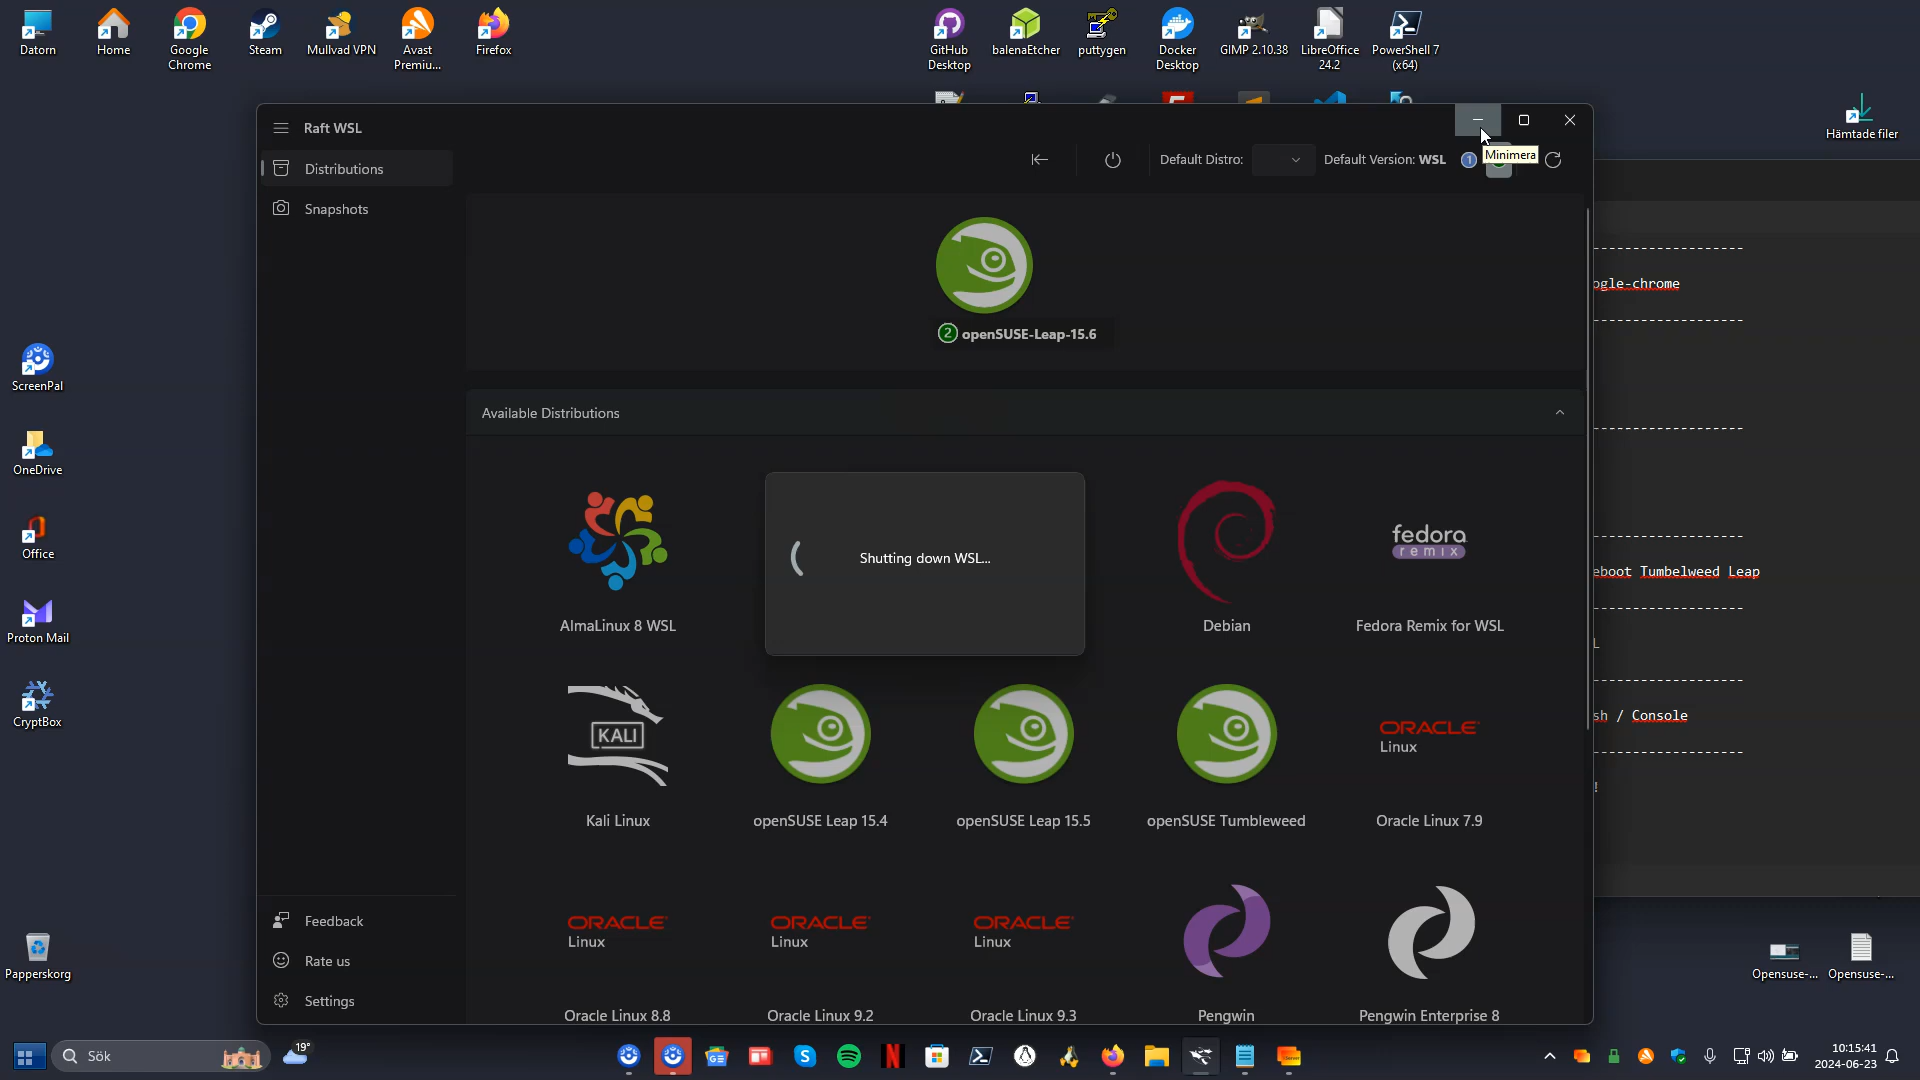 Datorn
Home
Google
Chrome
Steam
Mullvad VPN
Avast
Premiu...
Firefox
GitHub
Desktop
balenaEtcher
puttygen
Docker
Desktop
GIMP 2.10.38
LibreOffice
24.2
PowerShell 7
(x64)
Hämtade filer
Raft WSL
Minimera
Distributions
Default Distro:
Default Version: WSL
1
Snapshots
2 openSUSE-Leap-15.6
ogle-chrome
Available Distributions
ScreenPal
OneDrive
Office
Proton Mail
CryptBox
Papperskorg
Shutting down WSL...
fedora
remix
AlmaLinux 8 WSL
Debian
Fedora Remix for WSL
eboot Tumbelweed Leap
L
sh / Console
!
KALI
ORACLE
Linux
Kali Linux
openSUSE Leap 15.4
openSUSE Leap 15.5
openSUSE Tumbleweed
Oracle Linux 7.9
ORACLE
Linux
ORACLE
Linux
ORACLE
Linux
Oracle Linux 8.8
Oracle Linux 9.2
Oracle Linux 9.3
Pengwin
Pengwin Enterprise 8
Feedback
Rate us
Settings
Opensuse-...
Opensuse-...
Sök
19°
10:15:41
2024-06-23